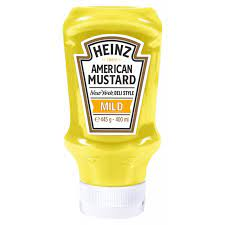 HEINZ
AMERICAN
MUSTARD
New York DELI STYLE
MILD
e 445 g - 400 ml